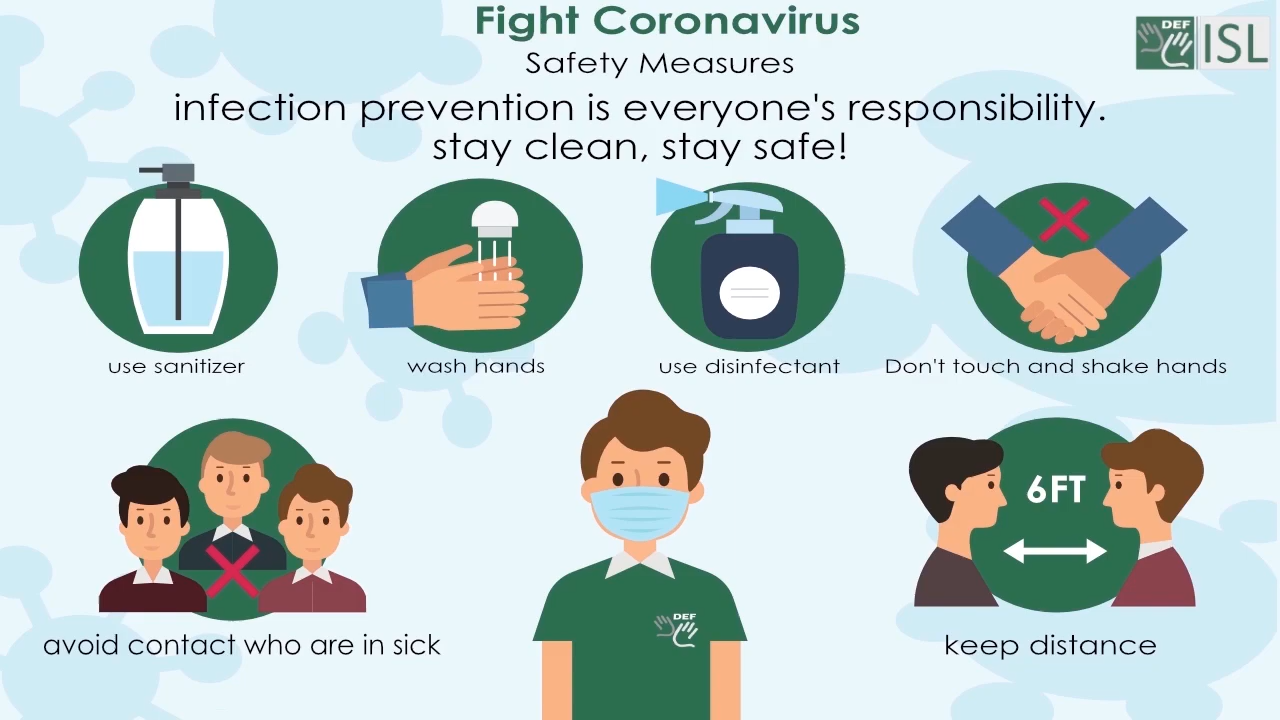 Fight Coronavirus
Safety Measures
DEF
ISL
infection prevention is everyone's responsibility.
stay clean, stay safe!
use sanitizer
wash hands
use disinfectant
Don't touch and shake hands
6FT
DEF
avoid contact who are in sick
keep distance